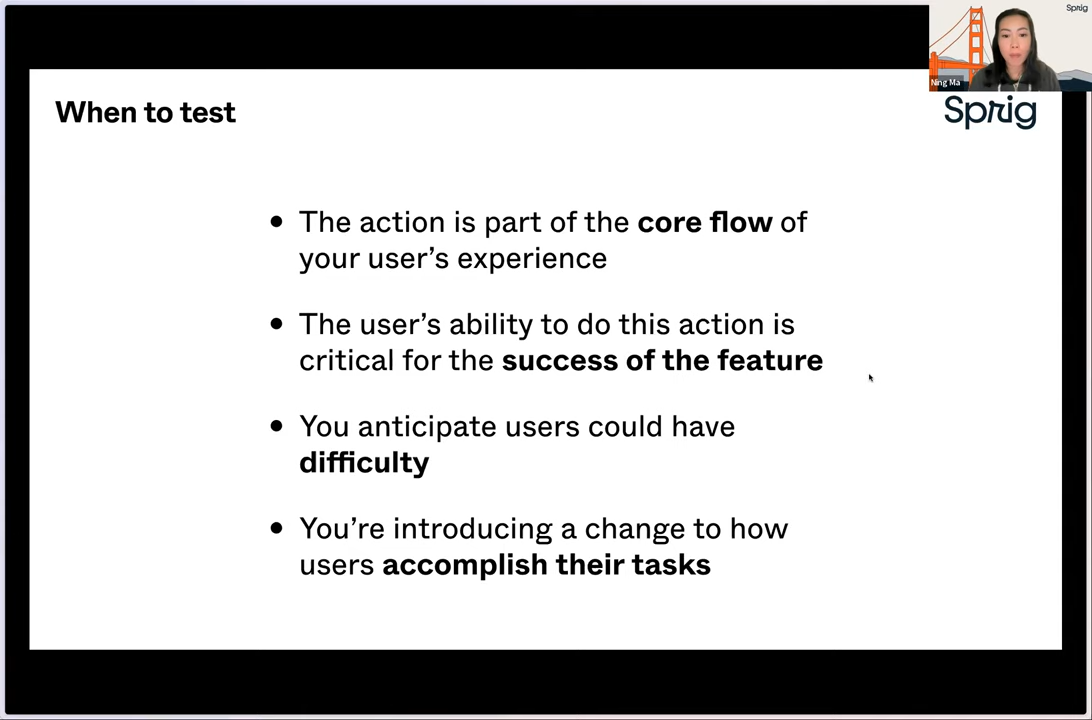 Sprig
Ning Ma
When to test
Sprig
• The action is part of the core flow of
your user’s experience
• The user’s ability to do this action is
critical for the success of the feature
• You anticipate users could have
difficulty
• You’re introducing a change to how
users accomplish their tasks